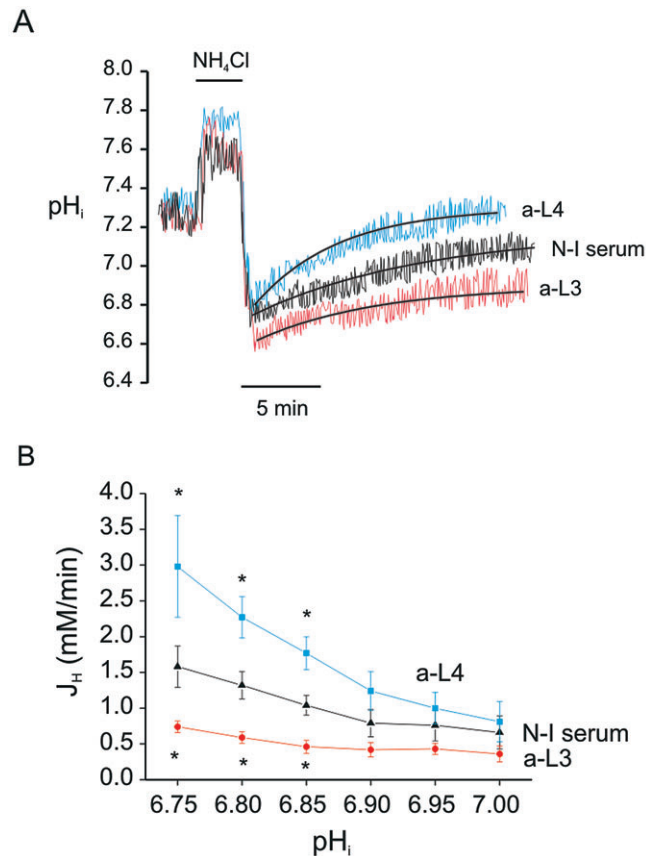 A
NH₄Cl
8.0
7.8
7.4
pHᵢ
7.2
7.0
6.8
6.6
6.4
a-L4
N-I serum
a-L3
5 min
B
*
4.0
3.5
3.0
2.5
2.0
1.5
1.0
0.5
0.0
J_H (mM/min)
* *
a-L4
N-I serum
a-L3
* * *
6.75 6.80 6.85 6.90 6.95 7.00
pHᵢ